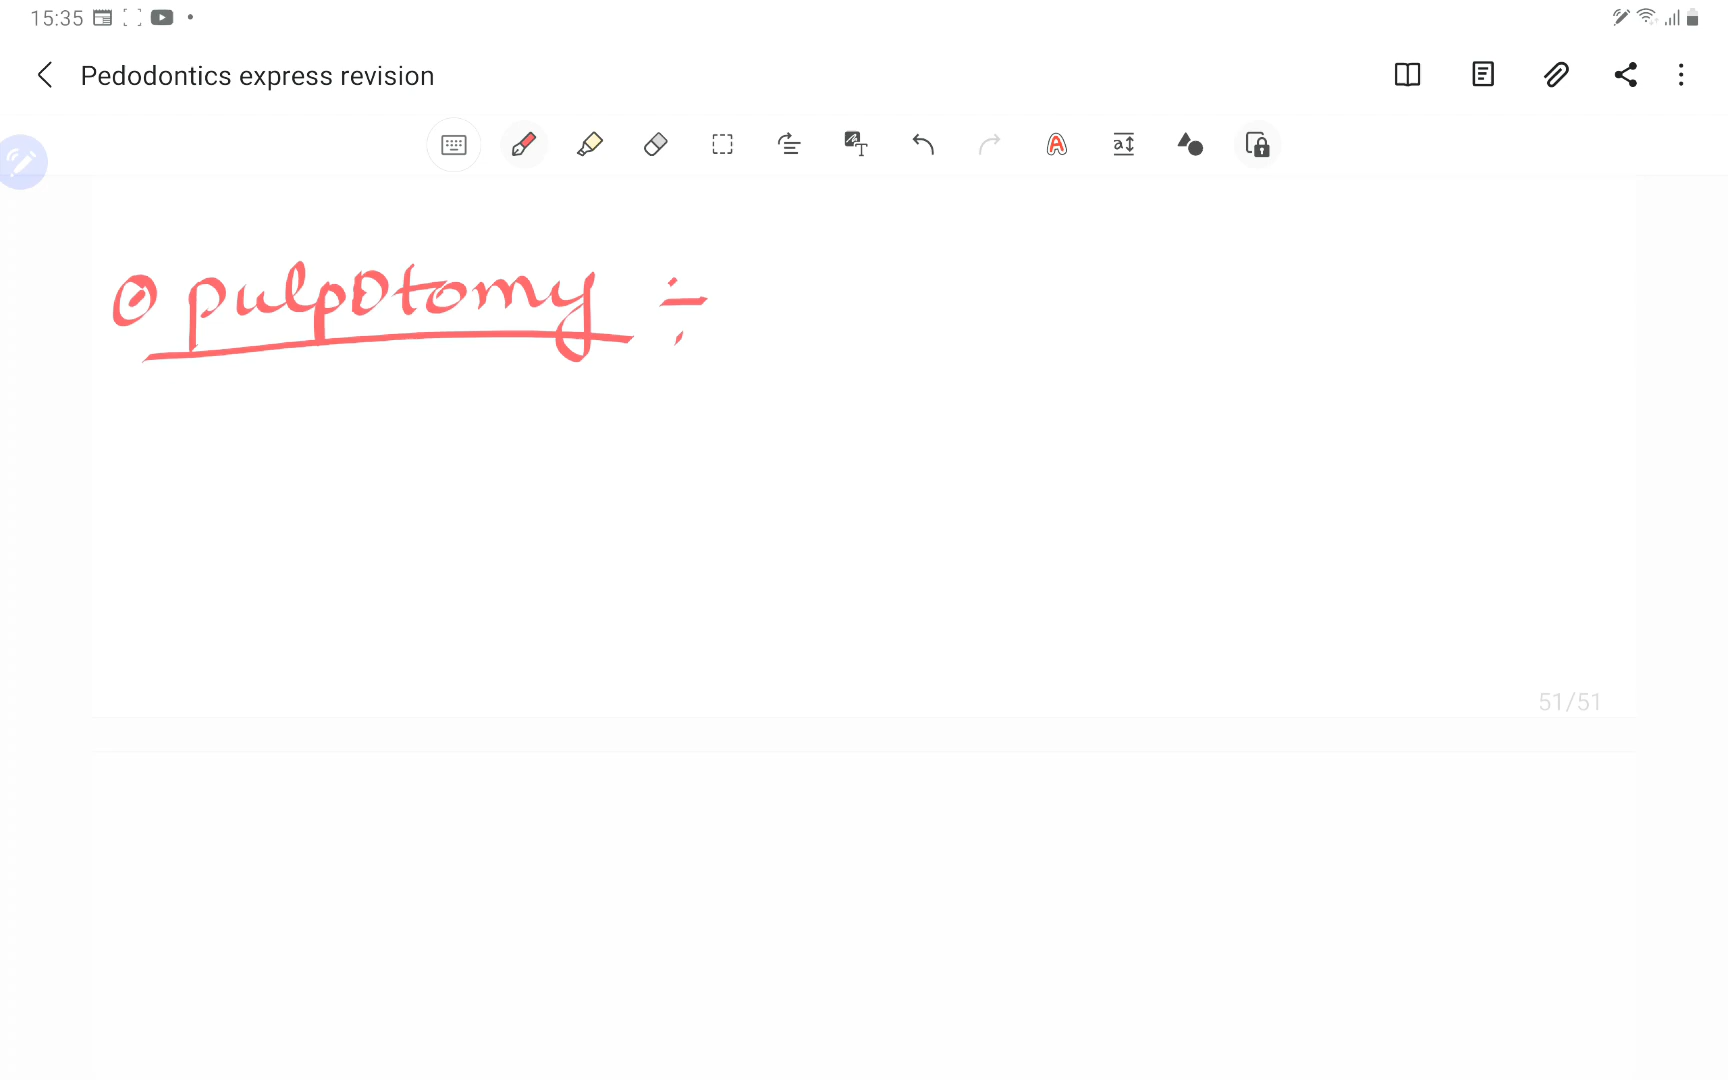 15:35
Pedodontics express revision
⊙ pulpotomy ÷
51/51